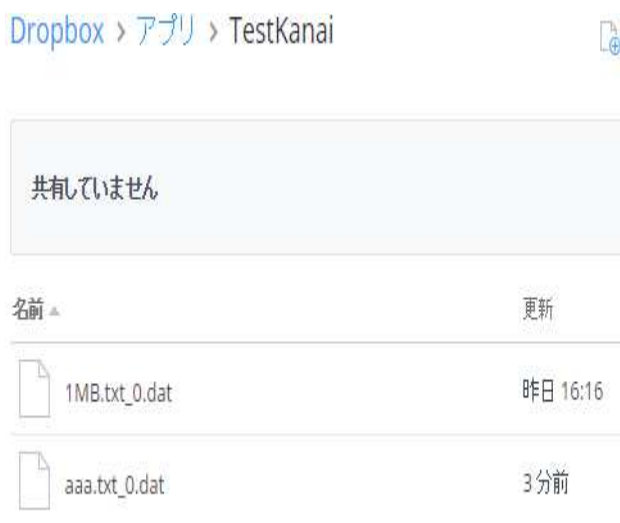 Dropbox > アプリ > TestKanai
共有していません
名前 更新
1MB.txt_0.dat 昨日 16:16
aaa.txt_0.dat 3 分前